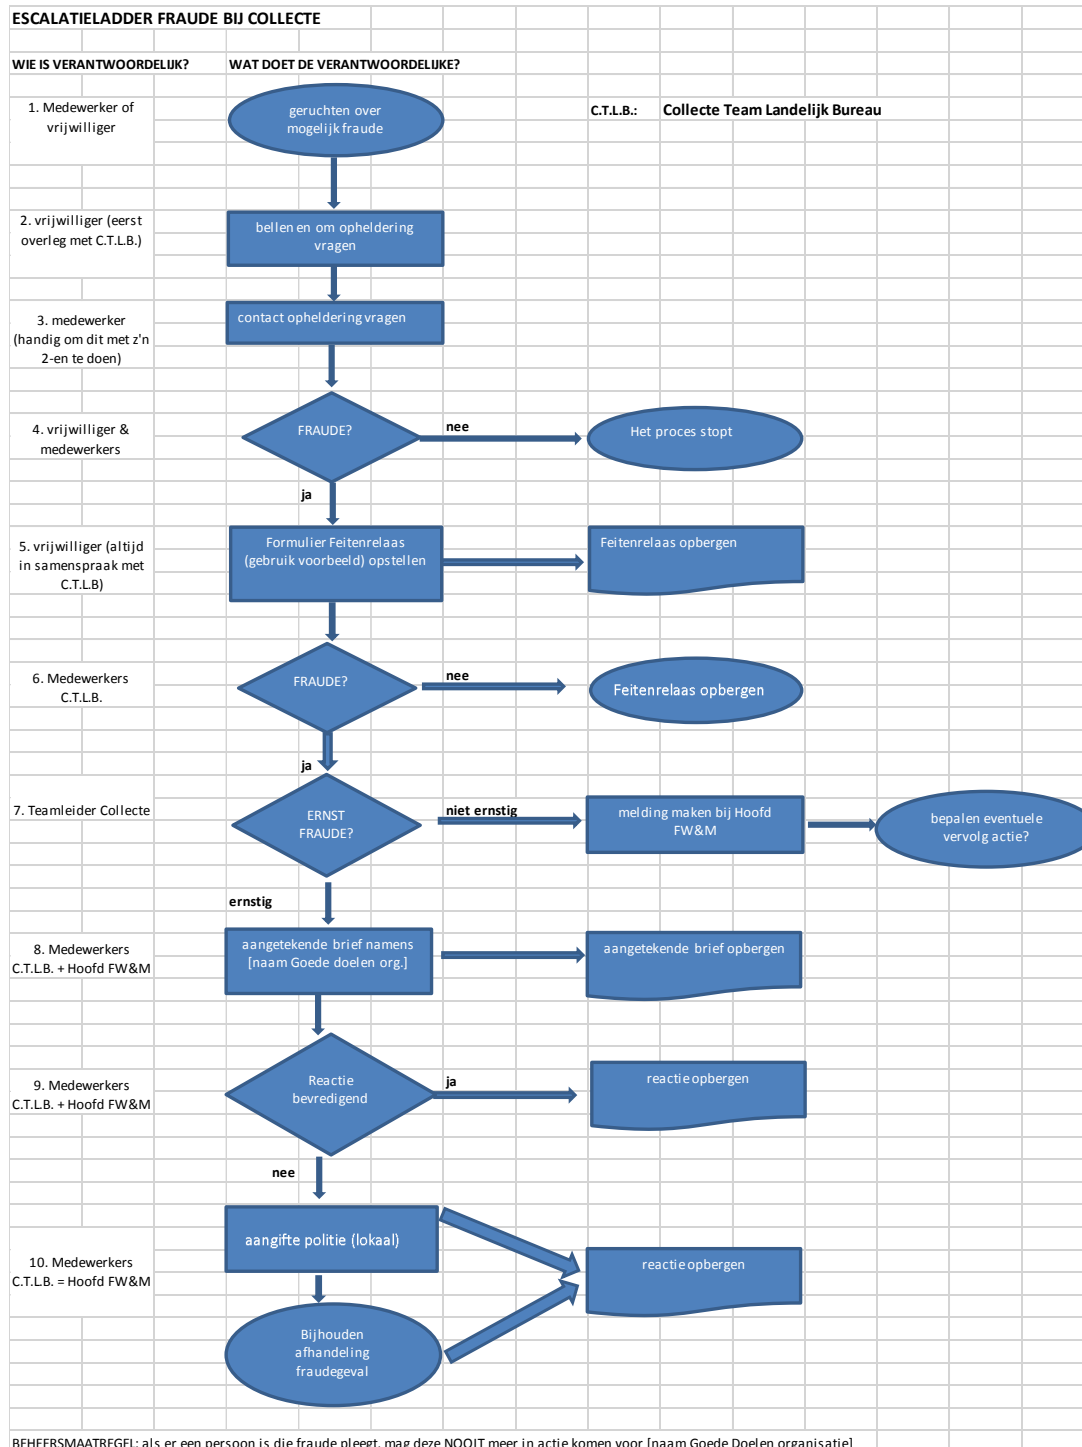 ESCALATIELADDER FRAUDE BIJ COLLECTE
WIE IS VERANTWOORDELIJK?
WAT DOET DE VERANTWOORDELIJKE?
1. Medewerker of
vrijwilliger
geruchten over
mogelijk fraude
C.T.L.B.: Collecte Team Landelijk Bureau
2. vrijwilliger (eerst
overleg met C.T.L.B.)
bellen en om opheldering
vragen
3. medewerker
(handig om dit met z'n
2-en te doen)
contact opheldering vragen
4. vrijwilliger &
medewerkers
FRAUDE?
nee
Het proces stopt
ja
5. vrijwilliger (altijd
in samenspraak met
C.T.L.B)
Formulier Feitenrelaas
(gebruik voorbeeld) opstellen
Feitenrelaas opbergen
6. Medewerkers
C.T.L.B.
FRAUDE?
nee
Feitenrelaas opbergen
ja
7. Teamleider Collecte
ERNST
FRAUDE?
niet ernstig
melding maken bij Hoofd
FW&M
bepalen eventuele
vervolg actie?
ernstig
8. Medewerkers
C.T.L.B. + Hoofd FW&M
aangetekende brief namens
[naam Goede doelen org.]
aangetekende brief opbergen
9. Medewerkers
C.T.L.B. + Hoofd FW&M
Reactie
bevredigend
ja
reactie opbergen
nee
10. Medewerkers
C.T.L.B. = Hoofd FW&M
aangifte politie (lokaal)
reactie opbergen
Bijhouden
afhandeling
fraudegeval
BEHEERSMAATREGEL: als er een persoon is die fraude pleegt, mag deze NOOIT meer in actie komen voor [naam Goede Doelen organisatie]